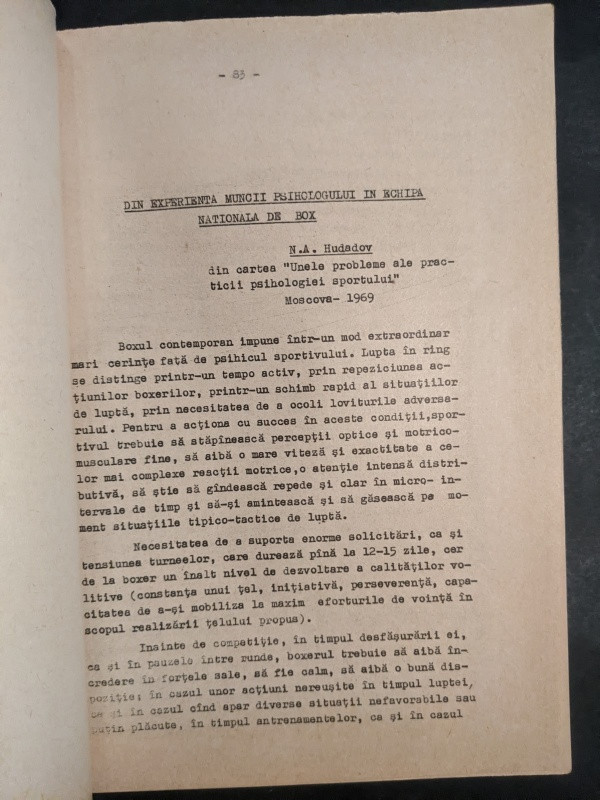 - 83 -
DIN EXPERIENTA MUNCII PSIHOLOGULUI IN ECHIPA
NATIONALA DE BOX
N.A. Hudadov
din cartea "Unele probleme ale prac-
ticii psihologiei sportului"
Moscova- 1969
Boxul contemporan impune într-un mod extraordinar
mari cerințe față de psihicul sportivului. Lupta în ring
se distinge printr-un tempo activ, prin repeziciunea ac-
țiunilor boxerilor, printr-un schimb rapid al situațiilor
de luptă, prin necesitatea de a ocoli loviturile adversa-
rului. Pentru a acționa cu succes în aceste condiții,spor-
tivul trebuie să stăpînească percepții optice și motrico-
musculare fine, să aibă o mare viteză și exactitate a ce-
lor mai complexe reacții motrice,o atenție intensă distri-
butivă, să știe să gîndească repede și clar în micro- in-
tervale de timp și să-și amintească și să găsească pe mo-
ment situațiile tipico-tactice de luptă.
Necesitatea de a suporta enorme solicitări, ca și
tensiunea turneelor, care durează pînă la 12-15 zile, cer
de la boxer un înalt nivel de dezvoltare a calităților vo-
litive (constanța unui țel, inițiativă, perseverență, capa-
citatea de a-și mobiliza la maxim eforturile de voință în
scopul realizării țelului propus).
Inainte de competiție, în timpul desfășurării ei,
ca și în pauzele între runde, boxerul trebuie să aibă în-
credere în forțele sale, să fie calm, să aibă o bună dis-
poziție; în cazul unor acțiuni nereușite în timpul luptei,
ca și în cazul cînd apar diverse situații nefavorabile sau
puțin plăcute, în timpul antrenamentelor, ca și în cazul